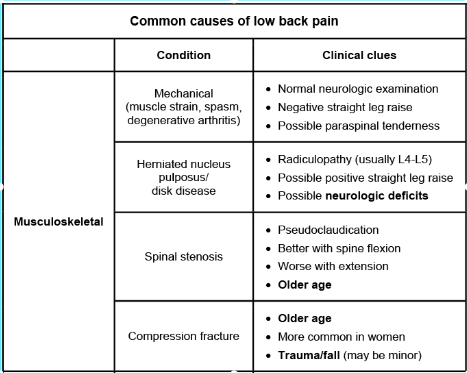 Common causes of low back pain
Condition
Clinical clues
Musculoskeletal
Mechanical
(muscle strain, spasm,
degenerative arthritis)
• Normal neurologic examination
• Negative straight leg raise
• Possible paraspinal tenderness
Herniated nucleus
pulposus/
disk disease
• Radiculopathy (usually L4-L5)
• Possible positive straight leg raise
• Possible neurologic deficits
Spinal stenosis
• Pseudoclaudication
• Better with spine flexion
• Worse with extension
• Older age
Compression fracture
• Older age
• More common in women
• Trauma/fall (may be minor)